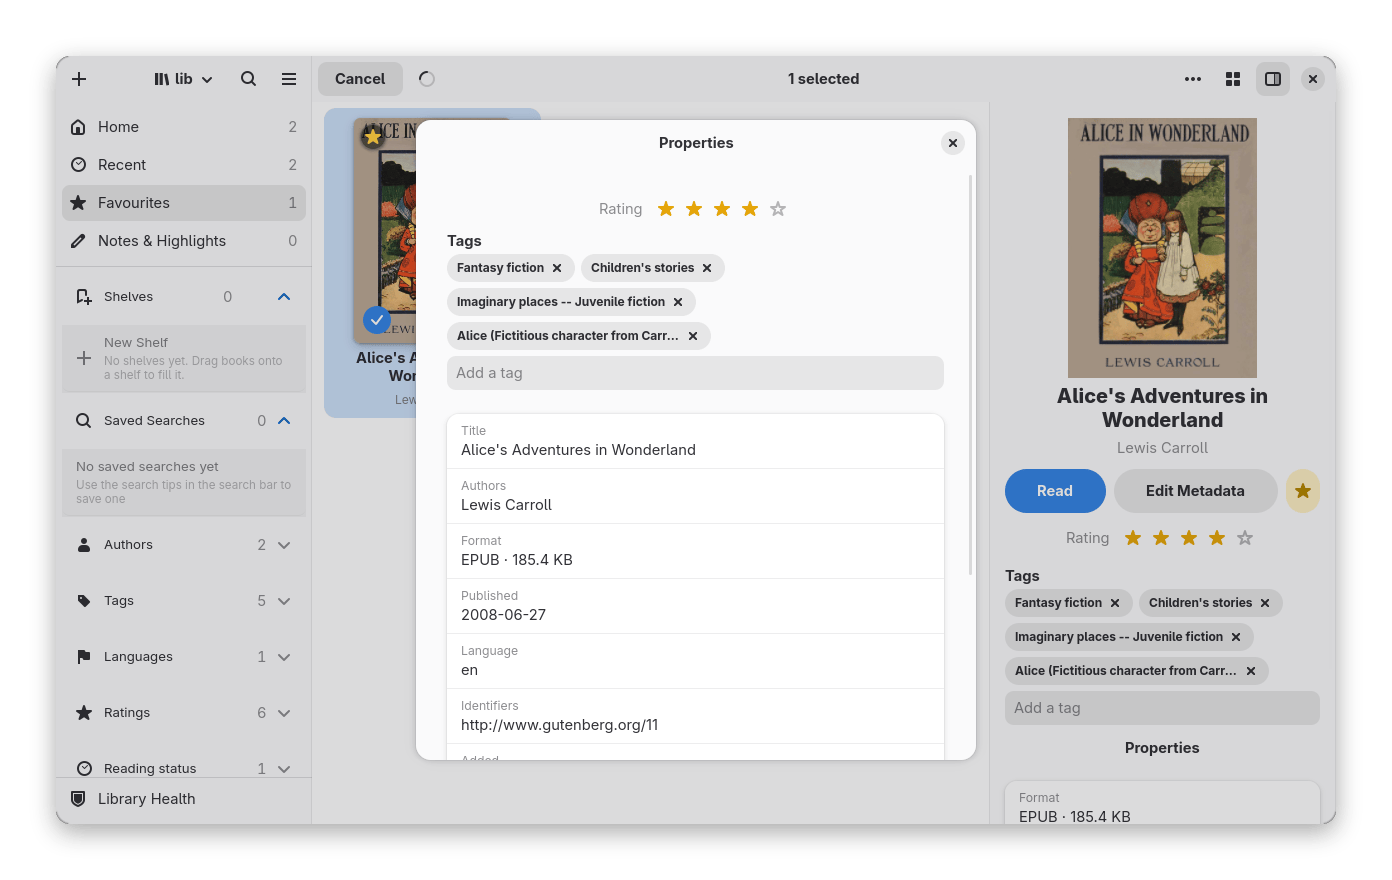 lib
Cancel
1 selected
Home 2
Recent 2
Favourites 1
Notes & Highlights 0
Shelves 0
New Shelf
No shelves yet. Drag books onto
a shelf to fill it.
Saved Searches 0
No saved searches yet
Use the search tips in the search bar to
save one
Authors 2
Tags 5
Languages 1
Ratings 6
Reading status 1
Library Health
Alice's A
Wor
Lew
Properties
Rating
Tags
Fantasy fiction
Children's stories
Imaginary places -- Juvenile fiction
Alice (Fictitious character from Carr...
Add a tag
Title
Alice's Adventures in Wonderland
Authors
Lewis Carroll
Format
EPUB · 185.4 KB
Published
2008-06-27
Language
en
Identifiers
http://www.gutenberg.org/11
Added
ALICE IN WONDERLAND
LEWIS CARROLL
Alice's Adventures in
Wonderland
Lewis Carroll
Read
Edit Metadata
Rating
Tags
Fantasy fiction
Children's stories
Imaginary places -- Juvenile fiction
Alice (Fictitious character from Carr...
Add a tag
Properties
Format
EPUB · 185.4 KB